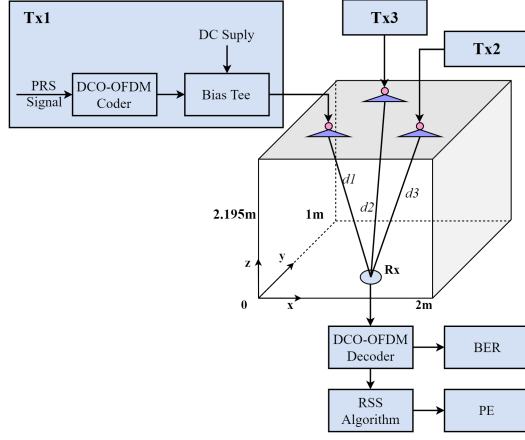 Tx1
Tx3
Tx2
DC Suply
PRS
Signal
DCO-OFDM
Coder
Bias Tee
d1
d2
d3
2.195m
1m
z
y
x
0
2m
Rx
DCO-OFDM
Decoder
BER
RSS
Algorithm
PE